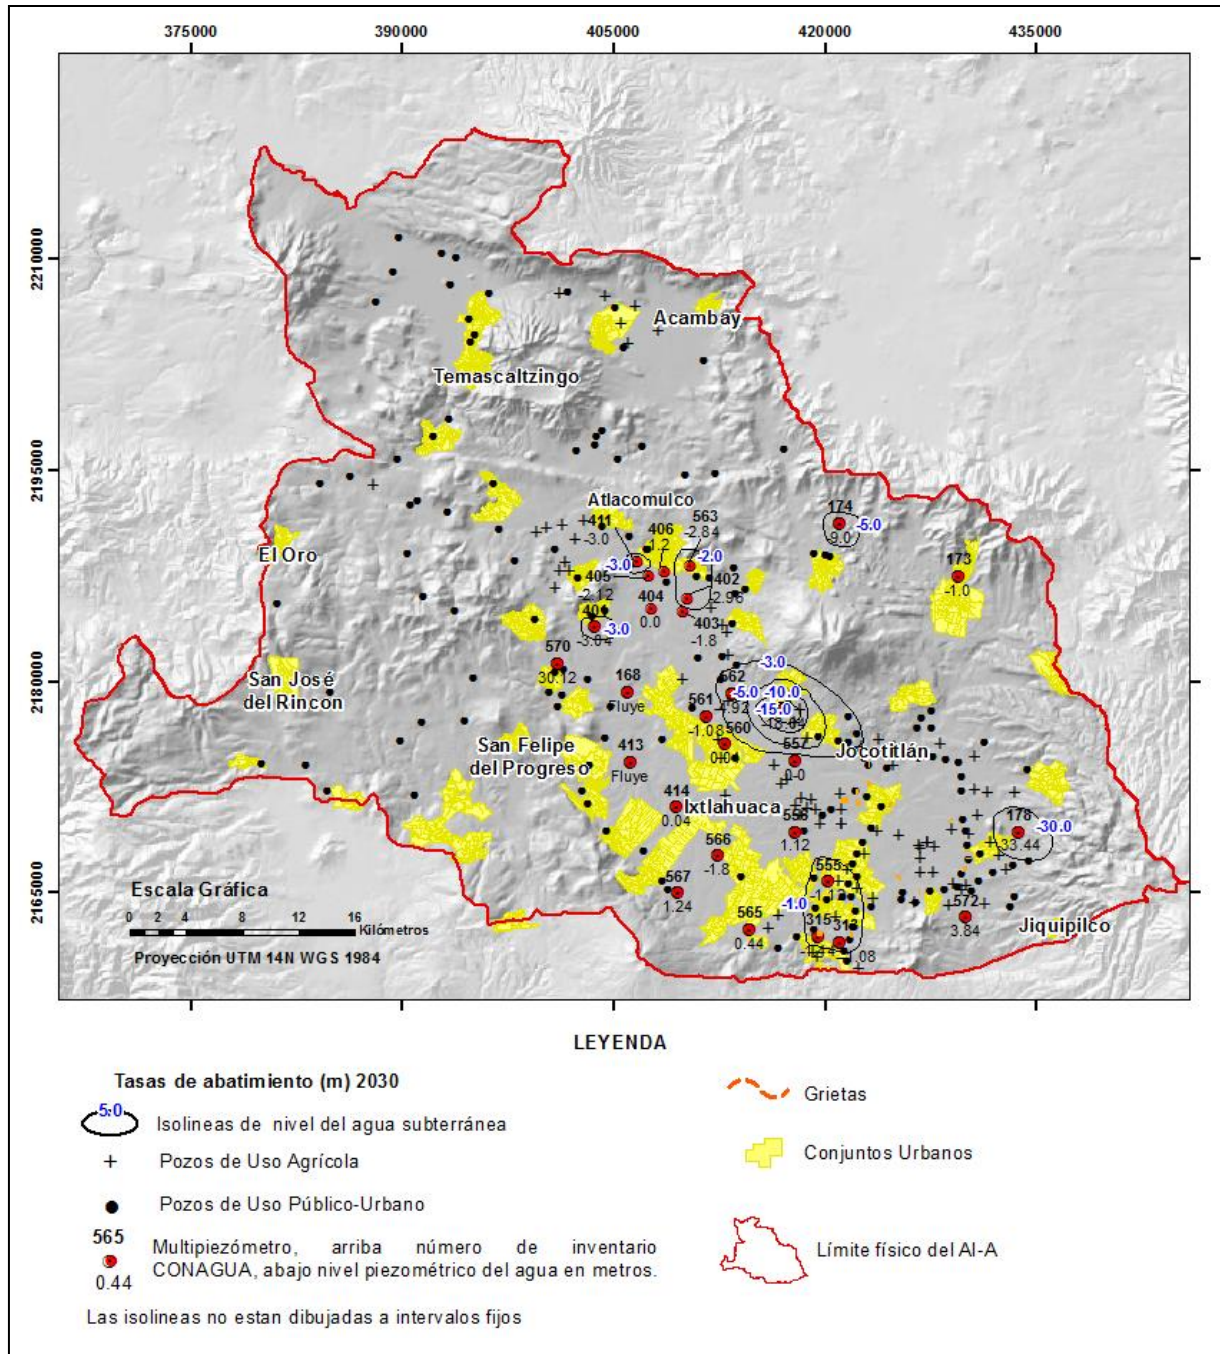 375000
390000
405000
420000
435000
2210000
2195000
2180000
2165000
Acambay
Temascaltzingo
Atlacomulco
El Oro
San José
del Rincón
San Felipe
del Progreso
Ixtlahuaca
Jocotitlán
Jiquipilco
411
-3.0
406
-1.2
563
-2.84
-2.0
174
-9.0
-5.0
173
-1.0
-3.0
405
-2.12
404
0.0
402
-2.96
403
-1.8
-3.04
-3.0
570
30.12
168
Fluye
561
-1.08
562
-3.0
-5.0
-10.0
-15.0
560
557
0.0
413
Fluye
414
0.04
556
1.12
178
-33.44
-30.0
566
-1.8
567
1.24
555
-1.0
565
0.44
315
313
-1.08
572
3.84
Escala Gráfica
0 2 4 8 12 16
Kilómetros
Proyección UTM 14N WGS 1984
LEYENDA
Tasas de abatimiento (m) 2030
5.0
Isolineas de nivel del agua subterránea
Pozos de Uso Agrícola
Pozos de Uso Público-Urbano
565
0.44
Multipiezómetro, arriba número de inventario
CONAGUA, abajo nivel piezométrico del agua en metros.
Las isolineas no estan dibujadas a intervalos fijos
Grietas
Conjuntos Urbanos
Límite físico del AI-A